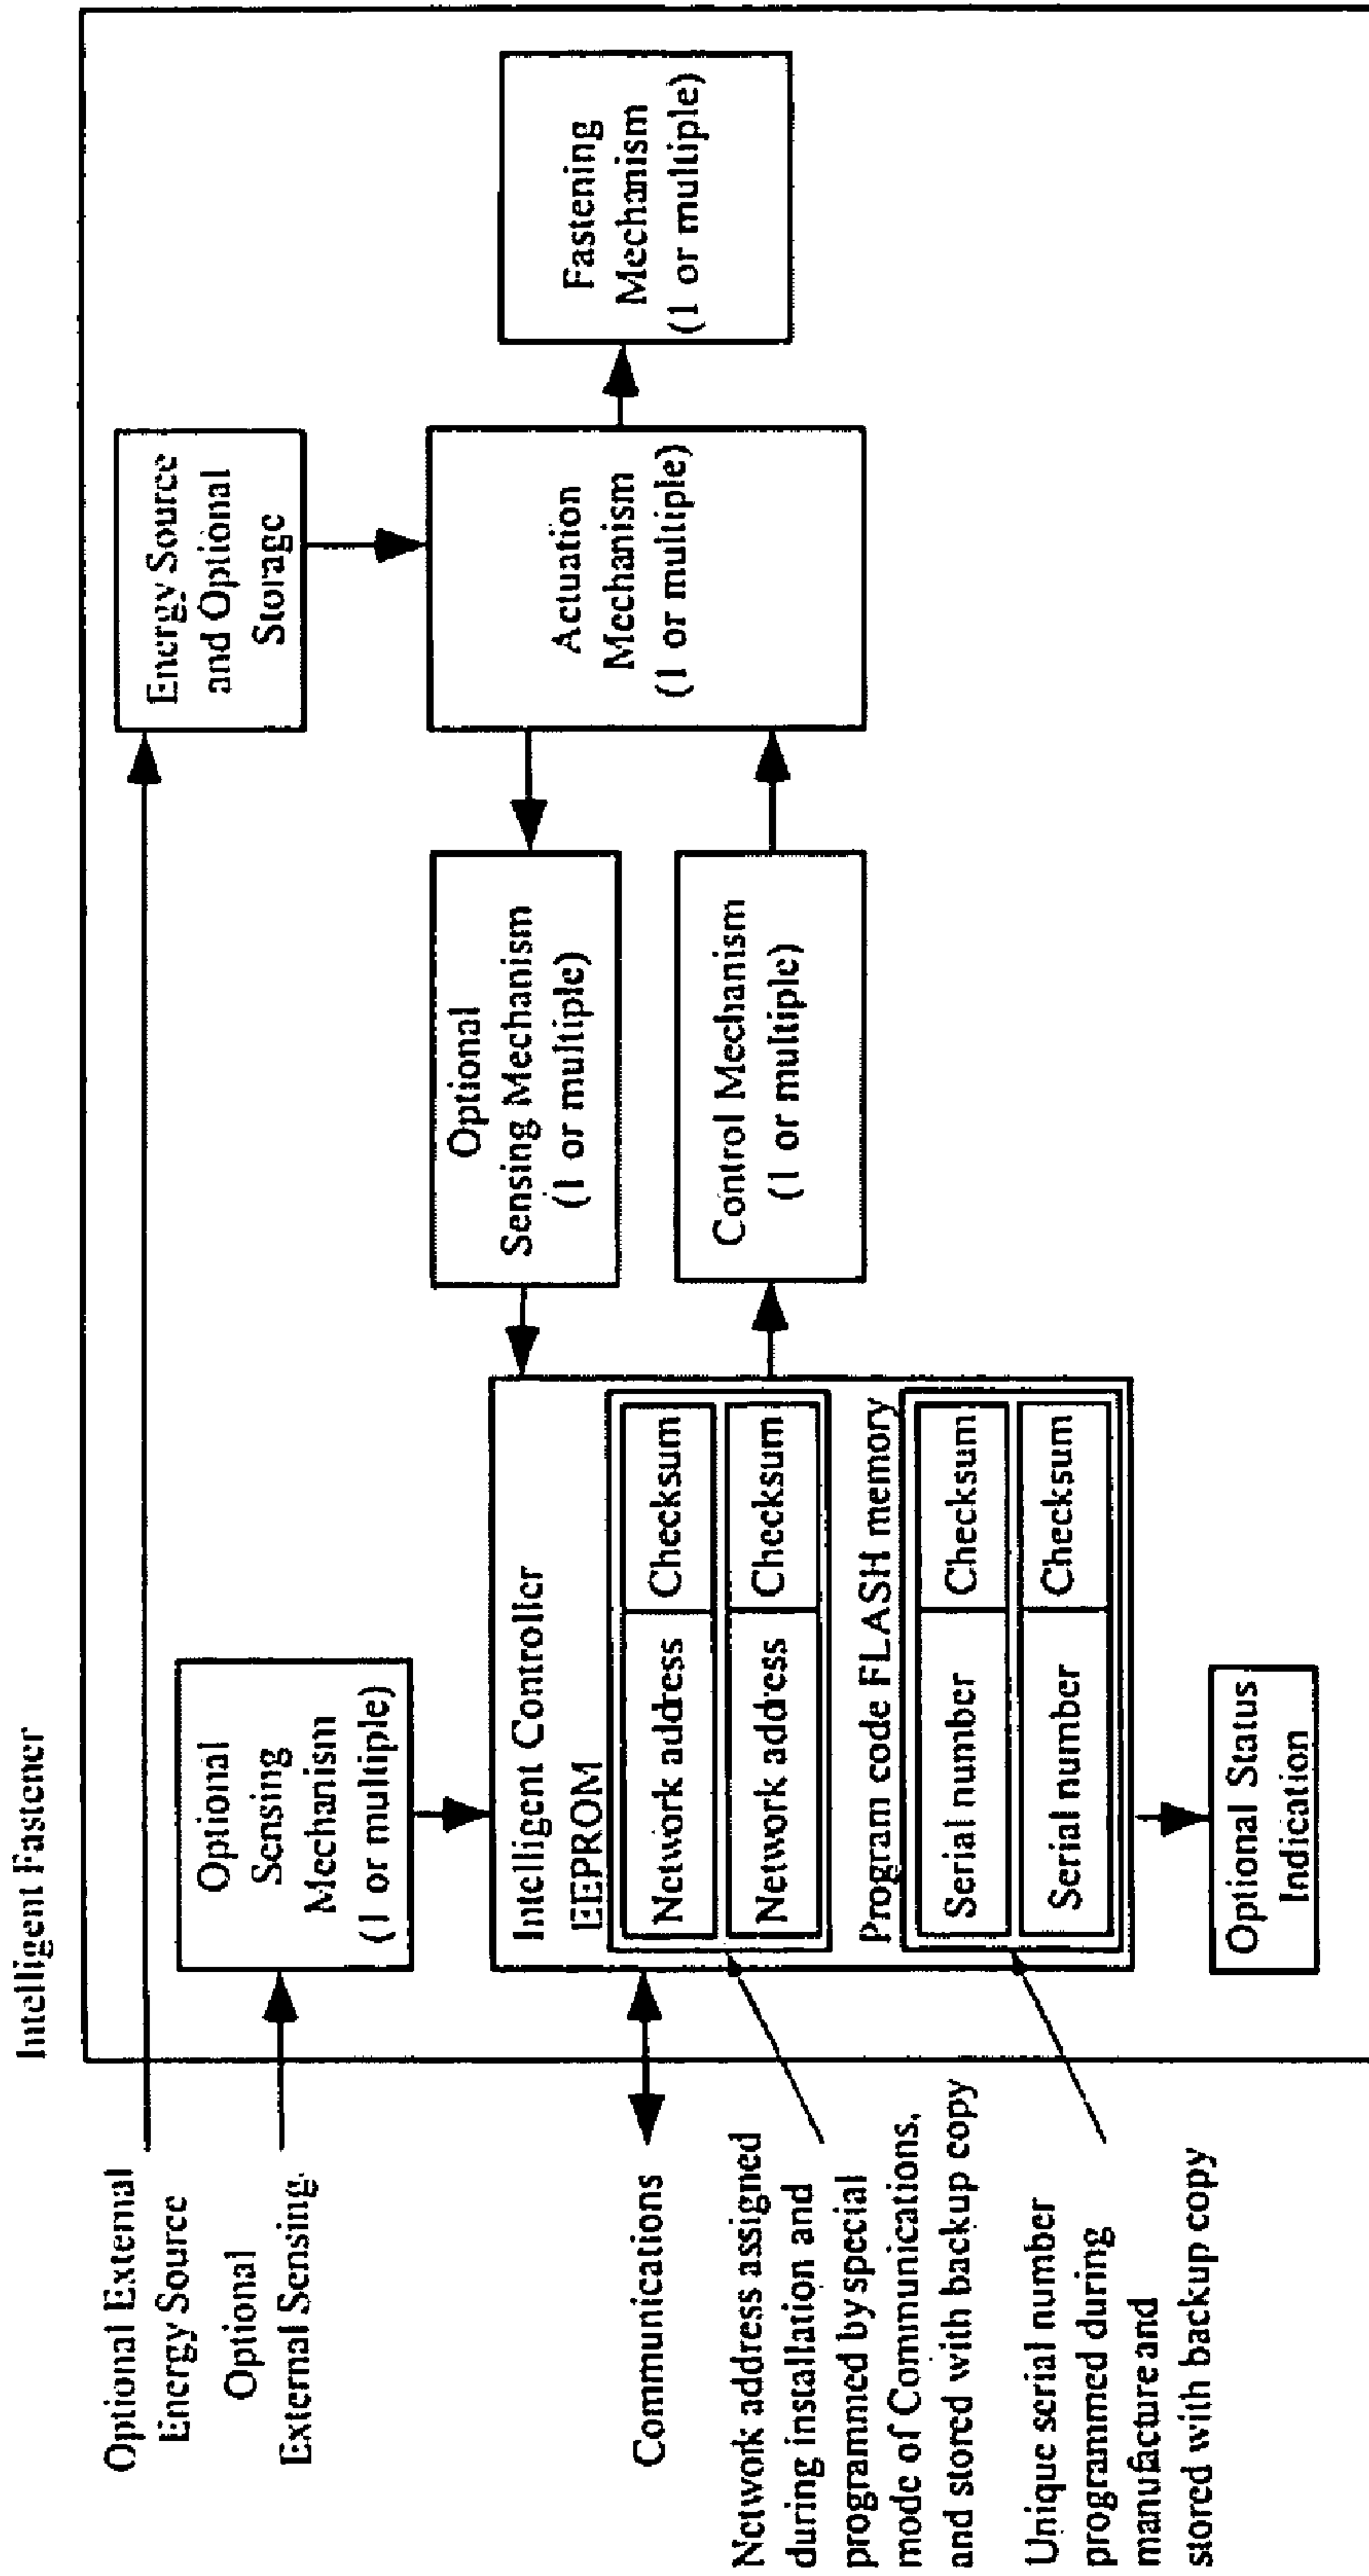 Intelligent Fastener
Optional External
Energy Source
Optional
External Sensing
Communications
Network address assigned
during installation and
programmed by special
mode of Communications,
and stored with backup copy
Unique serial number
programmed during
manufacture and
stored with backup copy
Optional
Sensing
Mechanism
(1 or multiple)
Intelligent Controller
EEPROM
Network address
Checksum
Network address
Checksum
Program code FLASH memory
Serial number
Checksum
Serial number
Checksum
Optional Status
Indication
Optional
Sensing Mechanism
(1 or multiple)
Control Mechanism
(1 or multiple)
Energy Source
and Optional
Storage
Actuation
Mechanism
(1 or multiple)
Fastening
Mechanism
(1 or multiple)